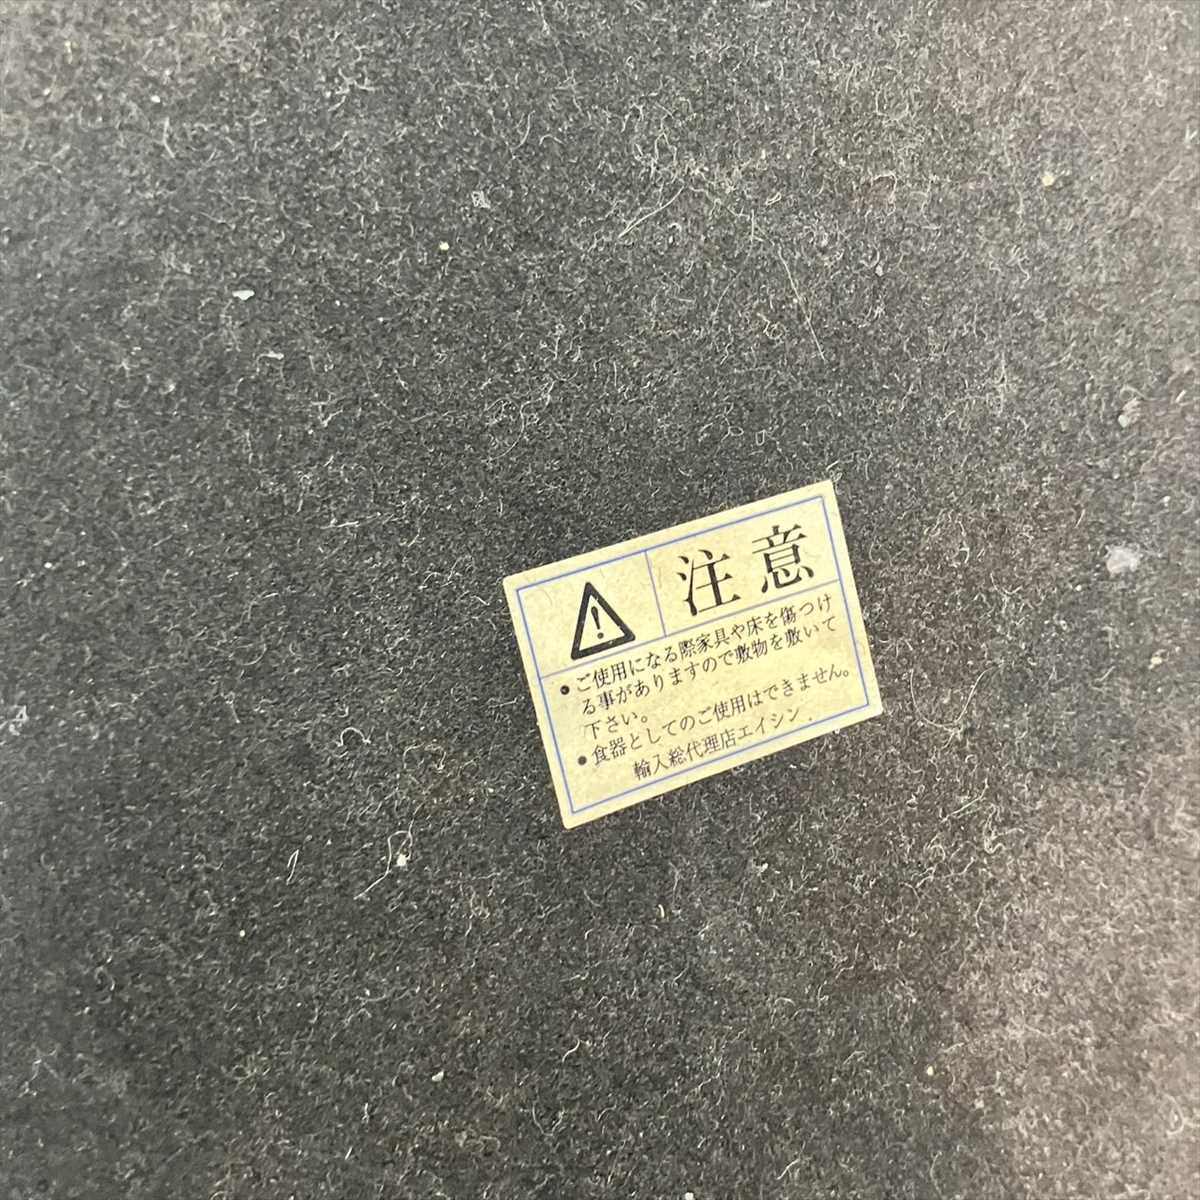 注意
●ご使用になる際家具や床を傷つけ
る事がありますので敷物を敷いて
下さい。
●食器としてのご使用はできません。
輸入総代理店エイシン